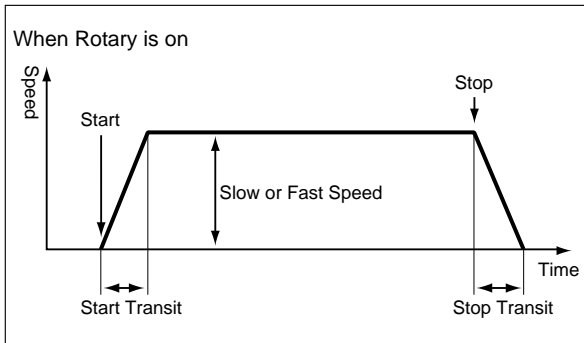 When Rotary is on
Speed
Stop
Start
Slow or Fast Speed
Time
Start Transit
Stop Transit